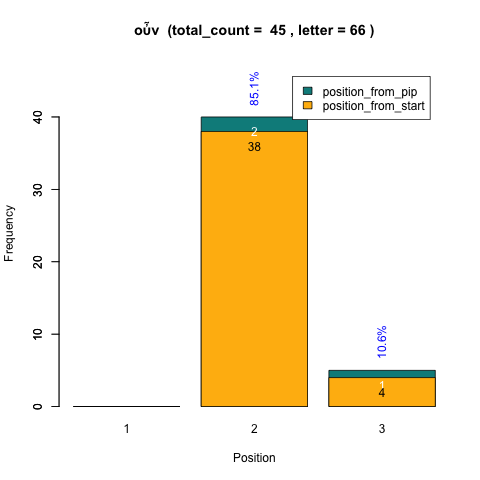 οὖν (total_count = 45 , letter = 66 )
85.1%
position_from_pip
position_from_start
40
2
38
30
Frequency
20
10
10.6%
1
4
0
1 2 3
Position